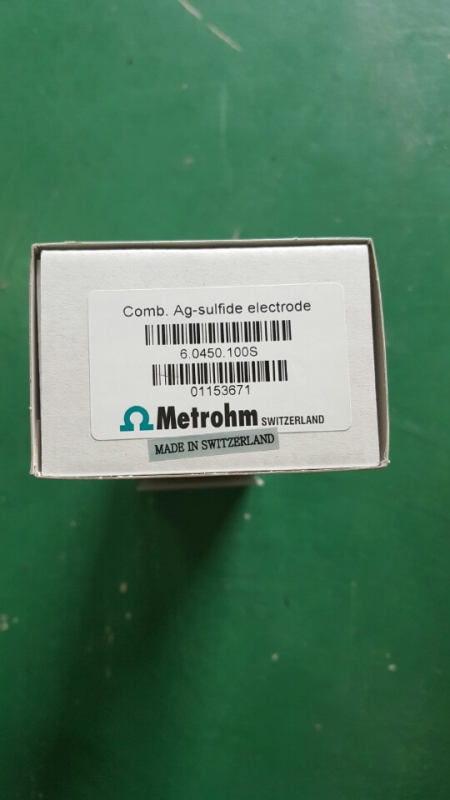 Comb. Ag-sulfide electrode
6.0450.100S
01153671
Metrohm SWITZERLAND
MADE IN SWITZERLAND